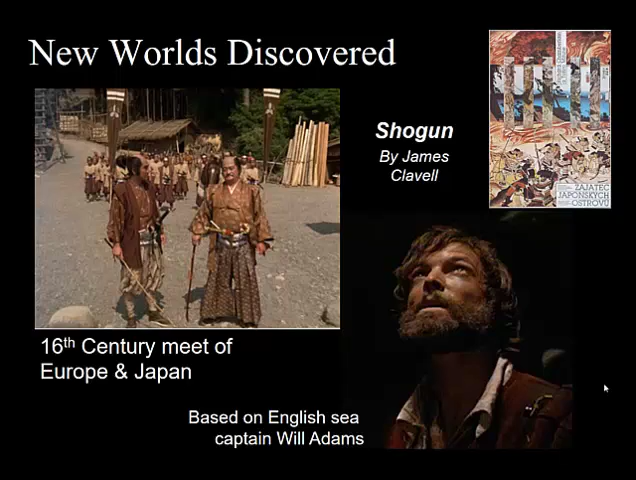 New Worlds Discovered
Shogun
By James
Clavell
ZAJATEC
JAPONSKÝCH
OSTROVŮ
16th Century meet of
Europe & Japan
Based on English sea
captain Will Adams